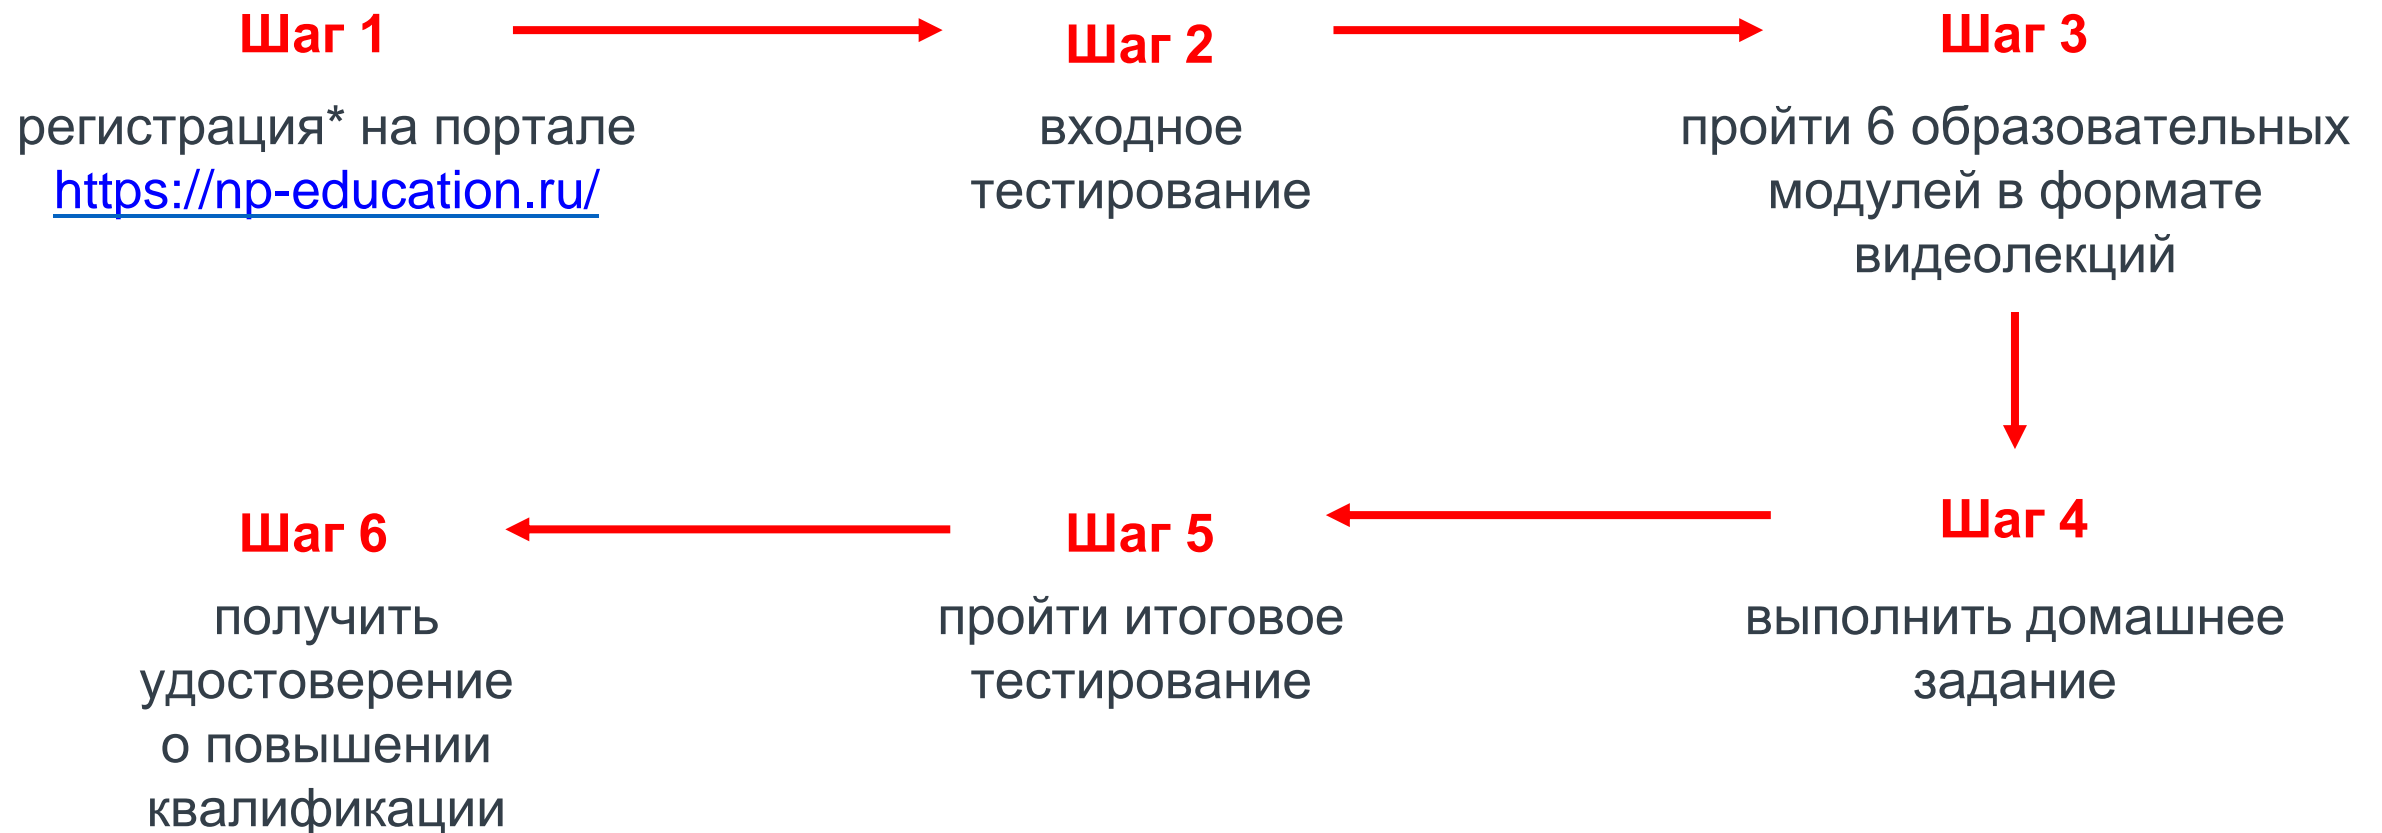 Шаг 1
регистрация* на портале
https://np-education.ru/
Шаг 2
входное
тестирование
Шаг 3
пройти 6 образовательных
модулей в формате
видеолекций
Шаг 4
выполнить домашнее
задание
Шаг 5
пройти итоговое
тестирование
Шаг 6
получить
удостоверение
о повышении
квалификации